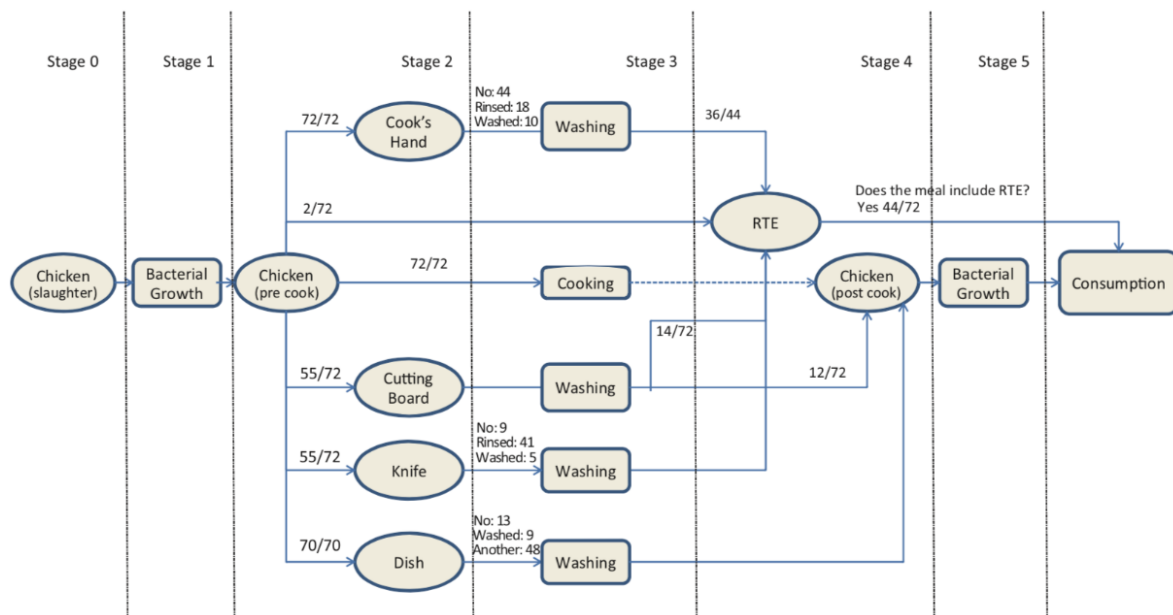 Stage 0
Stage 1
Stage 2
Stage 3
Stage 4
Stage 5
No: 44
Rinsed: 18
Washed: 10
72/72
Cook's
Hand
Washing
36/44
2/72
RTE
Does the meal include RTE?
Yes 44/72
Chicken
(slaughter)
Bacterial
Growth
Chicken
(pre cook)
72/72
Cooking
Chicken
(post cook)
Bacterial
Growth
Consumption
14/72
55/72
Cutting
Board
Washing
12/72
No: 9
Rinsed: 41
Washed: 5
55/72
Knife
Washing
No: 13
Washed: 9
Another: 48
70/70
Dish
Washing